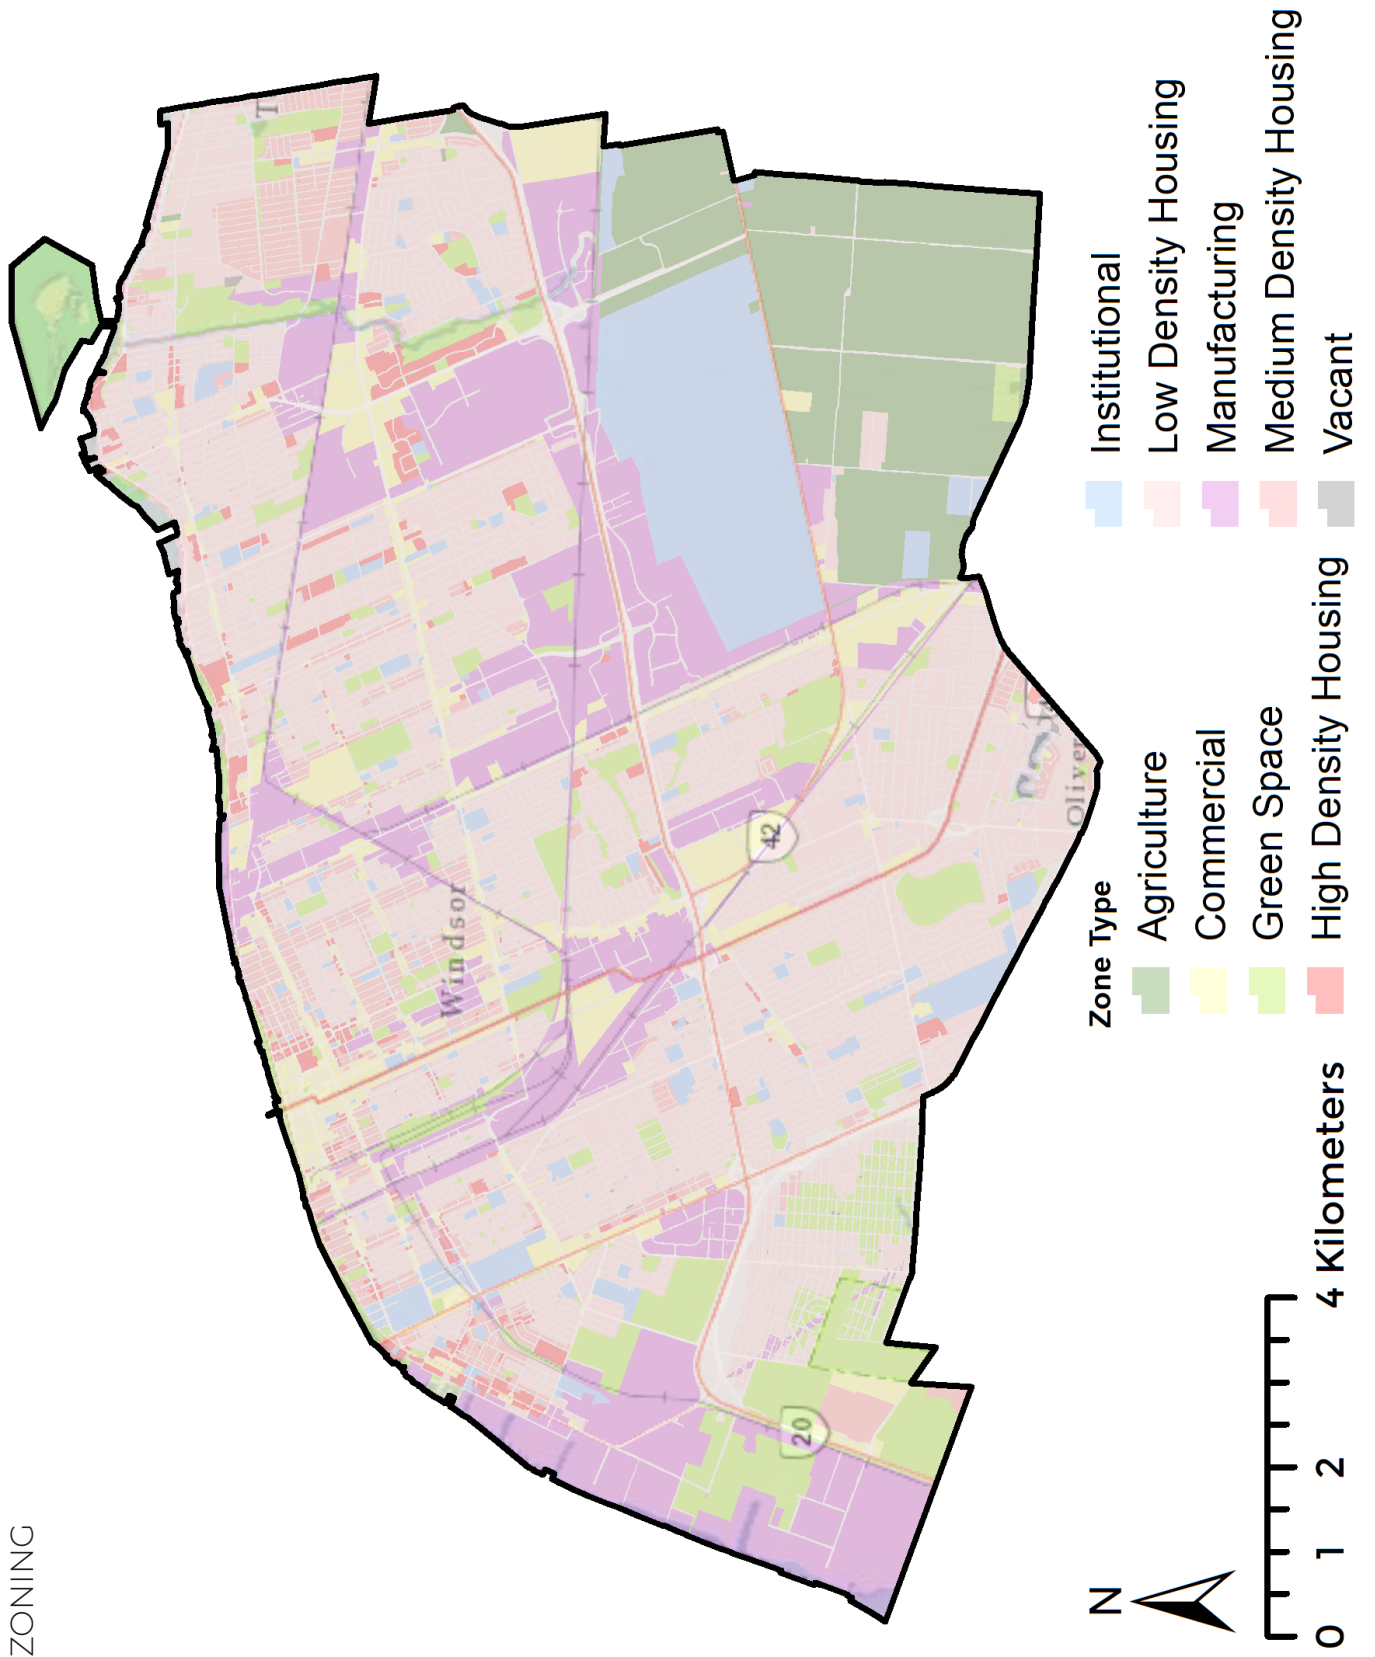 ZONING
T
Windsor
42
20
Oliver
N
0 1 2 4 Kilometers
Zone Type
Agriculture
Commercial
Green Space
High Density Housing
Institutional
Low Density Housing
Manufacturing
Medium Density Housing
Vacant